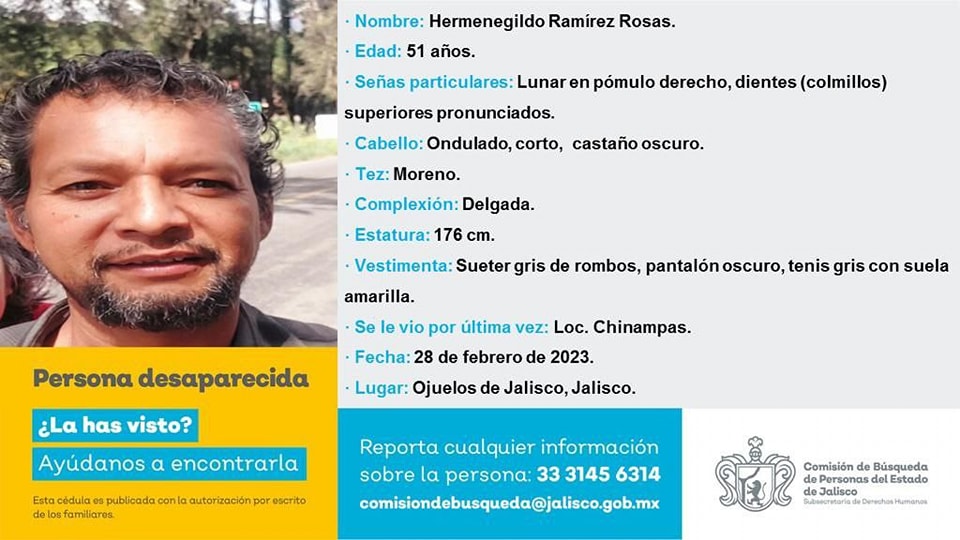 · Nombre: Hermenegildo Ramírez Rosas.
· Edad: 51 años.
· Señas particulares: Lunar en pómulo derecho, dientes (colmillos)
superiores pronunciados.
· Cabello: Ondulado, corto, castaño oscuro.
· Tez: Moreno.
· Complexión: Delgada.
· Estatura: 176 cm.
· Vestimenta: Sueter gris de rombos, pantalón oscuro, tenis gris con suela
amarilla.
· Se le vio por última vez: Loc. Chinampas.
· Fecha: 28 de febrero de 2023.
· Lugar: Ojuelos de Jalisco, Jalisco.
Persona desaparecida
¿La has visto?
Ayúdanos a encontrarla
Esta cédula es publicada con la autorización por escrito
de los familiares.
Reporta cualquier información
sobre la persona: 33 3145 6314
comisiondebusqueda@jalisco.gob.mx
Comisión de Búsqueda
de Personas del Estado
de Jalisco
Subsecretaría de Derechos Humanos